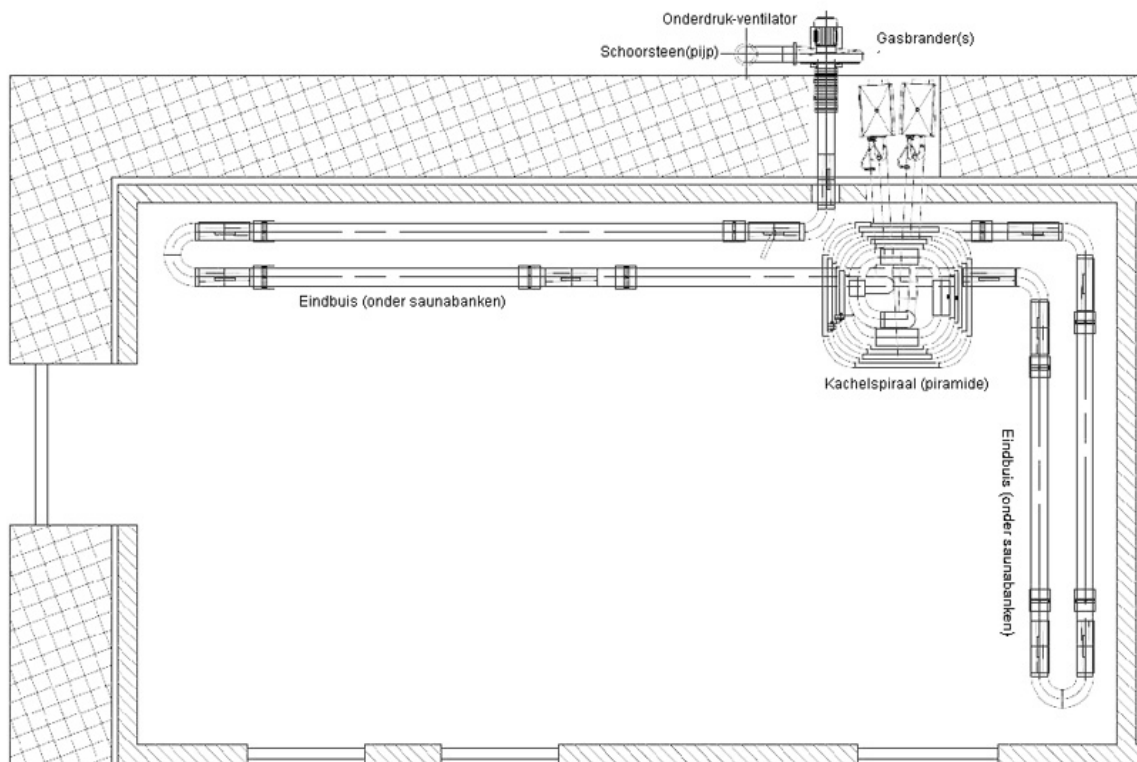 Onderdruk-ventilator
Schoorsteen(pijp)
Gasbrander(s)
Eindbuis (onder saunabanken)
Kachelspiraal (piramide)
Eindbuis (onder saunabanken)